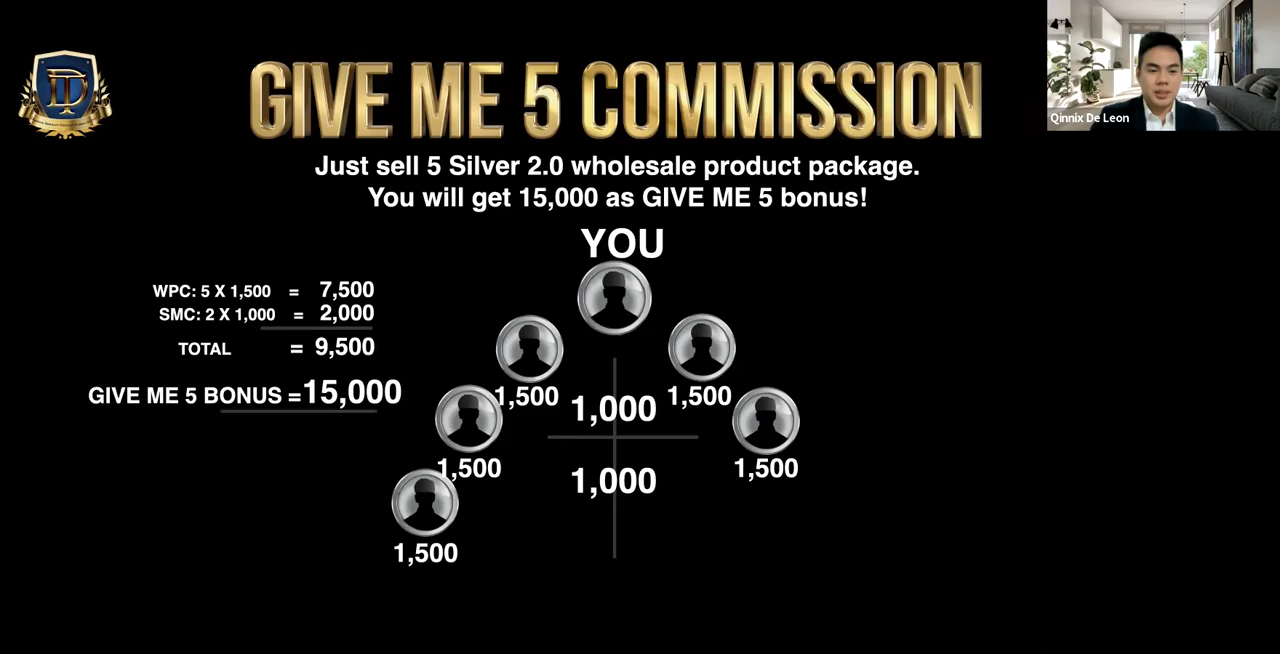 GIVE ME 5 COMMISSION
Qinnix De Leon
Just sell 5 Silver 2.0 wholesale product package.
You will get 15,000 as GIVE ME 5 bonus!
YOU
WPC: 5 X 1,500 = 7,500
SMC: 2 X 1,000 = 2,000
TOTAL = 9,500
GIVE ME 5 BONUS =15,000
1,500
1,000
1,500
1,500
1,000
1,500
1,500